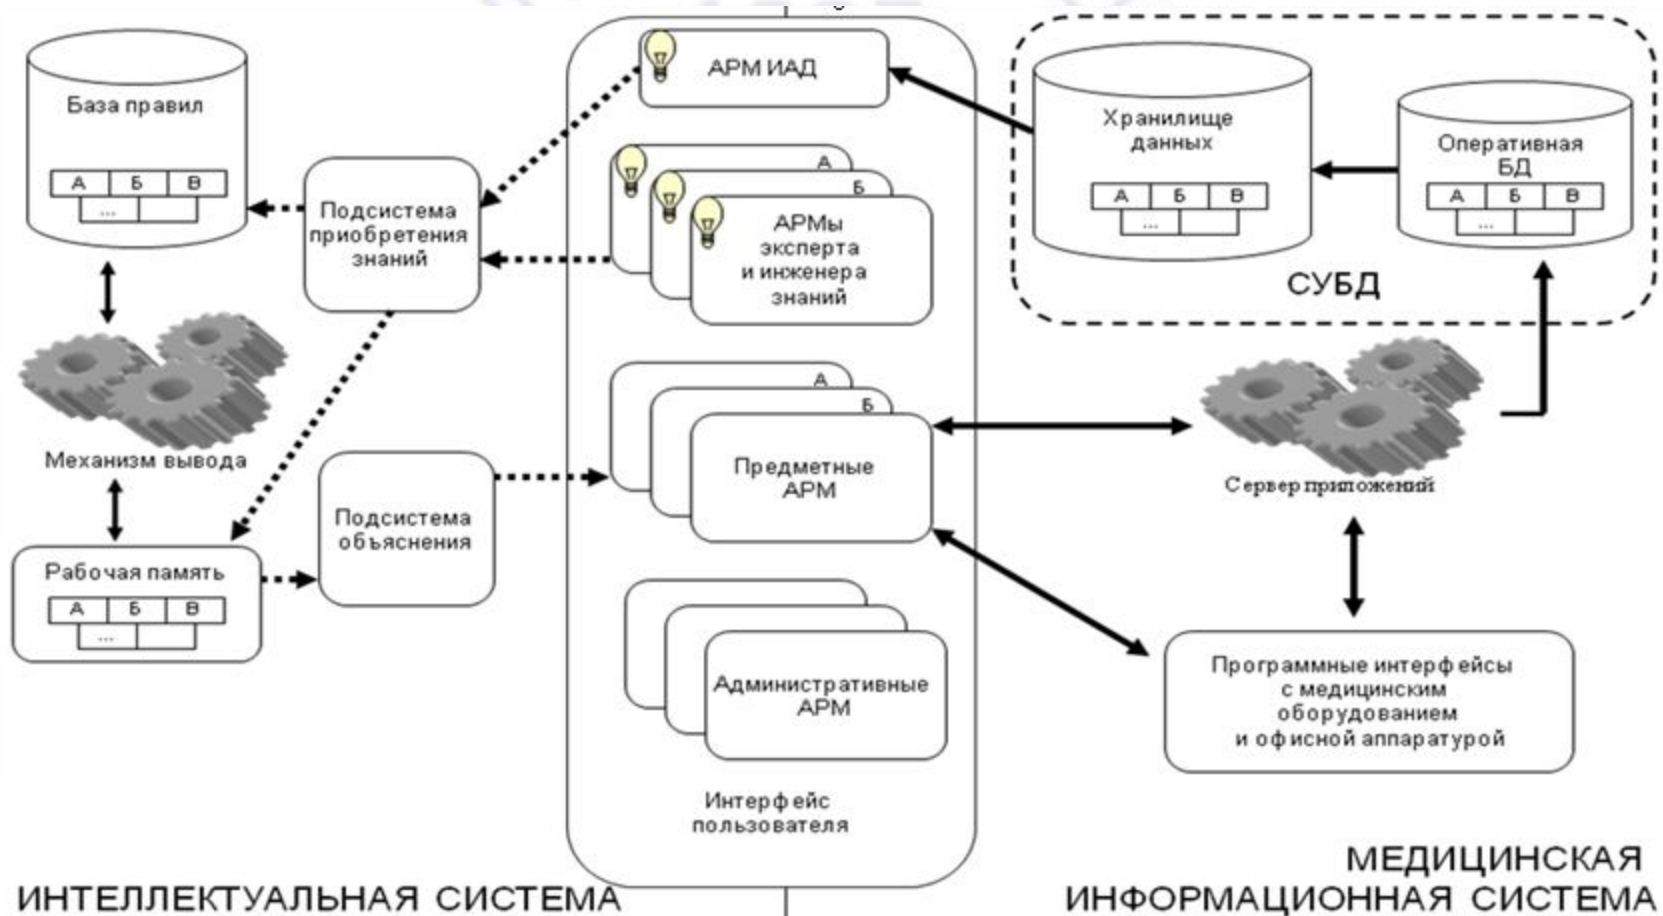 База правил
А Б В
...
Подсистема
приобретения
знаний
Механизм вывода
Рабочая память
А Б В
...
Подсистема
объяснения
АРМ ИАД
А
Б
АРМы
эксперта
и инженера
знаний
А
Б
Предметные
АРМ
Административные
АРМ
Интерфейс
пользователя
Хранилище
данных
А Б В
...
Оперативная
БД
А Б В
...
СУБД
Сервер приложений
Программные интерфейсы
с медицинским
оборудованием
и офисной аппаратурой
ИНТЕЛЛЕКТУАЛЬНАЯ СИСТЕМА
МЕДИЦИНСКАЯ
ИНФОРМАЦИОННАЯ СИСТЕМА